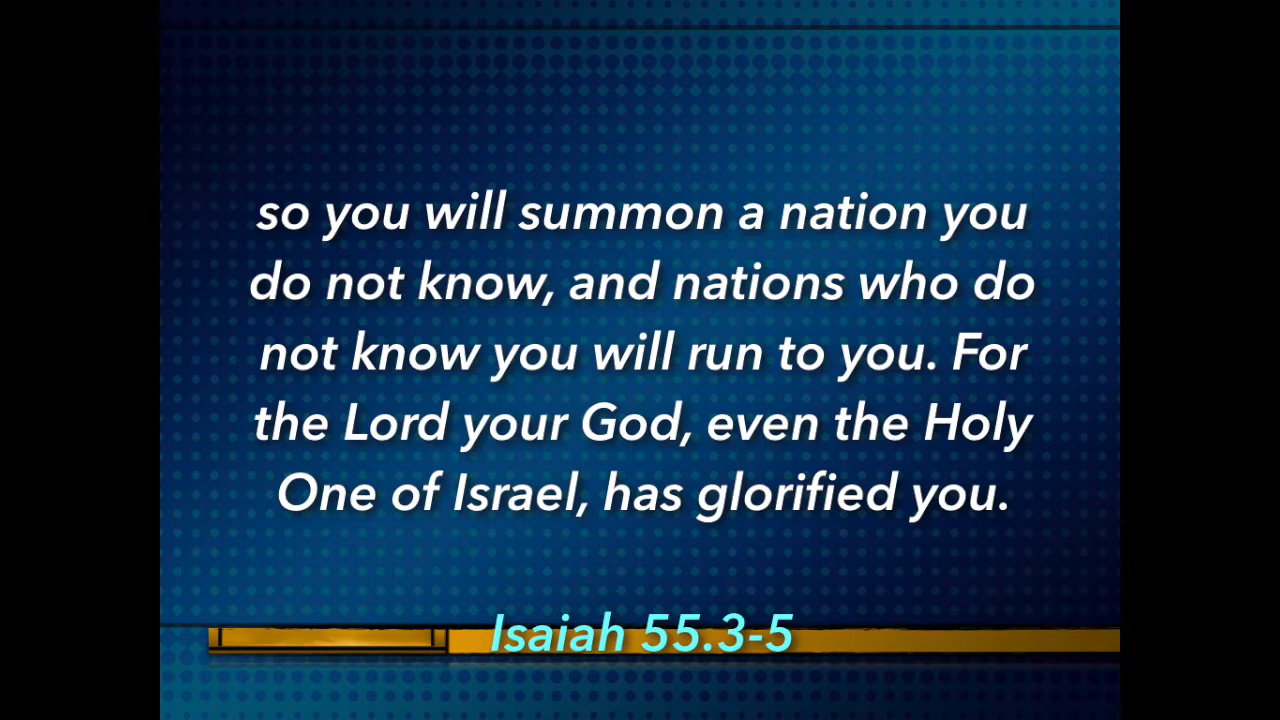 so you will summon a nation you
do not know, and nations who do
not know you will run to you. For
the Lord your God, even the Holy
One of Israel, has glorified you.
Isaiah 55.3-5